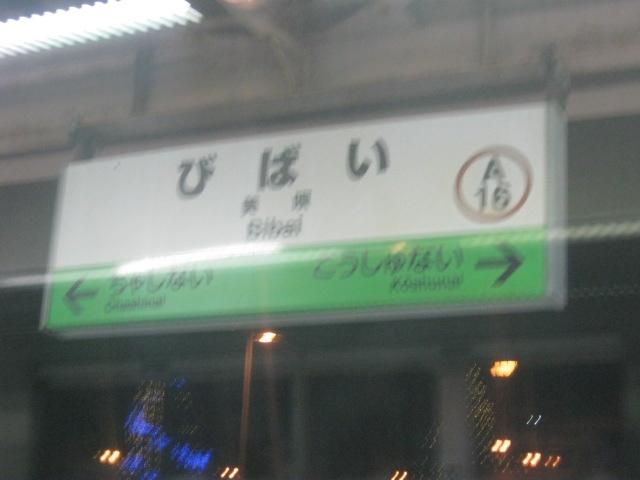 びばい
美唄
Bibai
A
16
← ちゃしない
Chashinai
こうしゅない →
Kōshunai